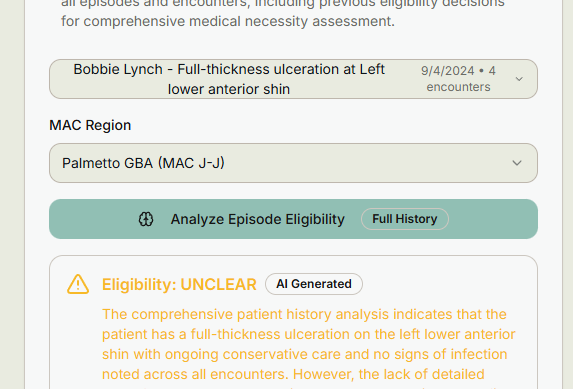 all episodes and encounters, including previous eligibility decisions
for comprehensive medical necessity assessment.
Bobbie Lynch - Full-thickness ulceration at Left
lower anterior shin
9/4/2024 • 4
encounters
MAC Region
Palmetto GBA (MAC J-J)
Analyze Episode Eligibility Full History
Eligibility: UNCLEAR AI Generated
The comprehensive patient history analysis indicates that the
patient has a full-thickness ulceration on the left lower anterior
shin with ongoing conservative care and no signs of infection
noted across all encounters. However, the lack of detailed